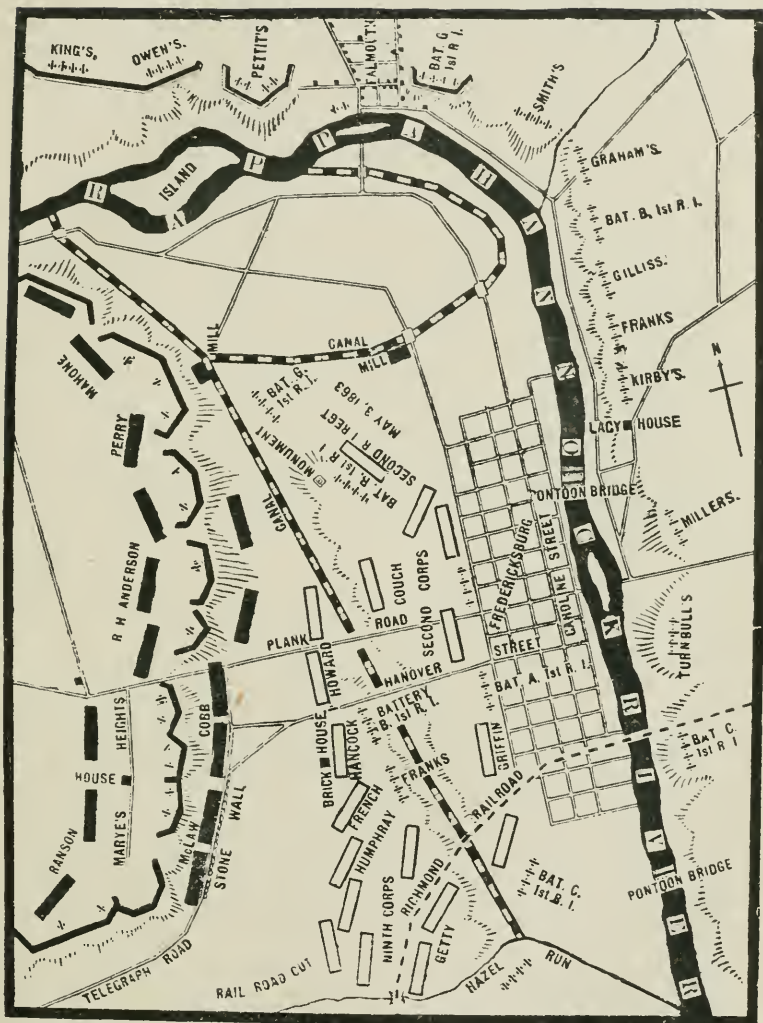 KING'S.
OWEN'S.
PETTIT'S
FALMOUTH
BAT. G
1st R I.
SMITH'S
ISLAND
RAPPAHANNOCK RIVER
GRAHAM'S.
BAT. B, 1st R. I.
GILLISS.
FRANKS
KIRBY'S.
N
LACY HOUSE
PONTOON BRIDGE
MILLERS.
TURNBULL'S
MAHONE
MILL
CANAL
MILL
BAT. G.
1st R. I.
MAY 3, 1863
SECOND R I REGT
MONUMENT
PERRY
CANAL
R H ANDERSON
COUCH
SECOND CORPS
FREDERICKSBURG
CAROLINE STREET
PLANK ROAD
HANOVER STREET
HOWARD
BAT. A. 1st R. I.
BATTERY
B. 1st R. I.
HEIGHTS
COBB
HOUSE
MARYE'S
RANSON
McLAW
STONE WALL
BRICK HOUSE
HANCOCK
FRENCH
HUMPHRAY
FRANKS
GRIFFIN
RAILROAD
RICHMOND
BAT. C
1st R I
BAT. C.
1st R. I.
PONTOON BRIDGE
NINTH CORPS
GETTY
HAZEL RUN
RAIL ROAD CUT
TELEGRAPH ROAD